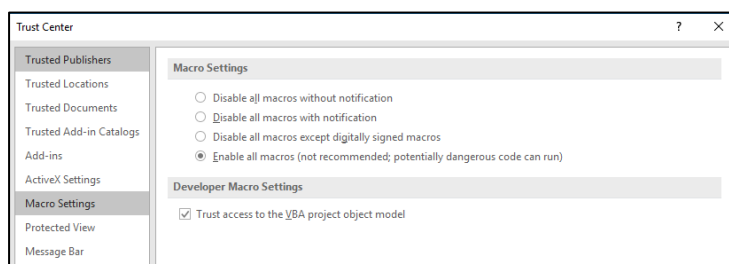 Trust Center
?
Trusted Publishers
Trusted Locations
Trusted Documents
Trusted Add-in Catalogs
Add-ins
ActiveX Settings
Macro Settings
Protected View
Message Bar
Macro Settings
Disable all macros without notification
Disable all macros with notification
Disable all macros except digitally signed macros
Enable all macros (not recommended; potentially dangerous code can run)
Developer Macro Settings
Trust access to the VBA project object model